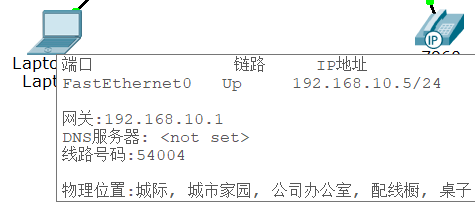 Lapto
Lapt
端口 链路 IP地址
FastEthernet0 Up 192.168.10.5/24
网关:192.168.10.1
DNS服务器: <not set>
线路号码:54004
物理位置:城际, 城市家园, 公司办公室, 配线橱, 桌子
IP